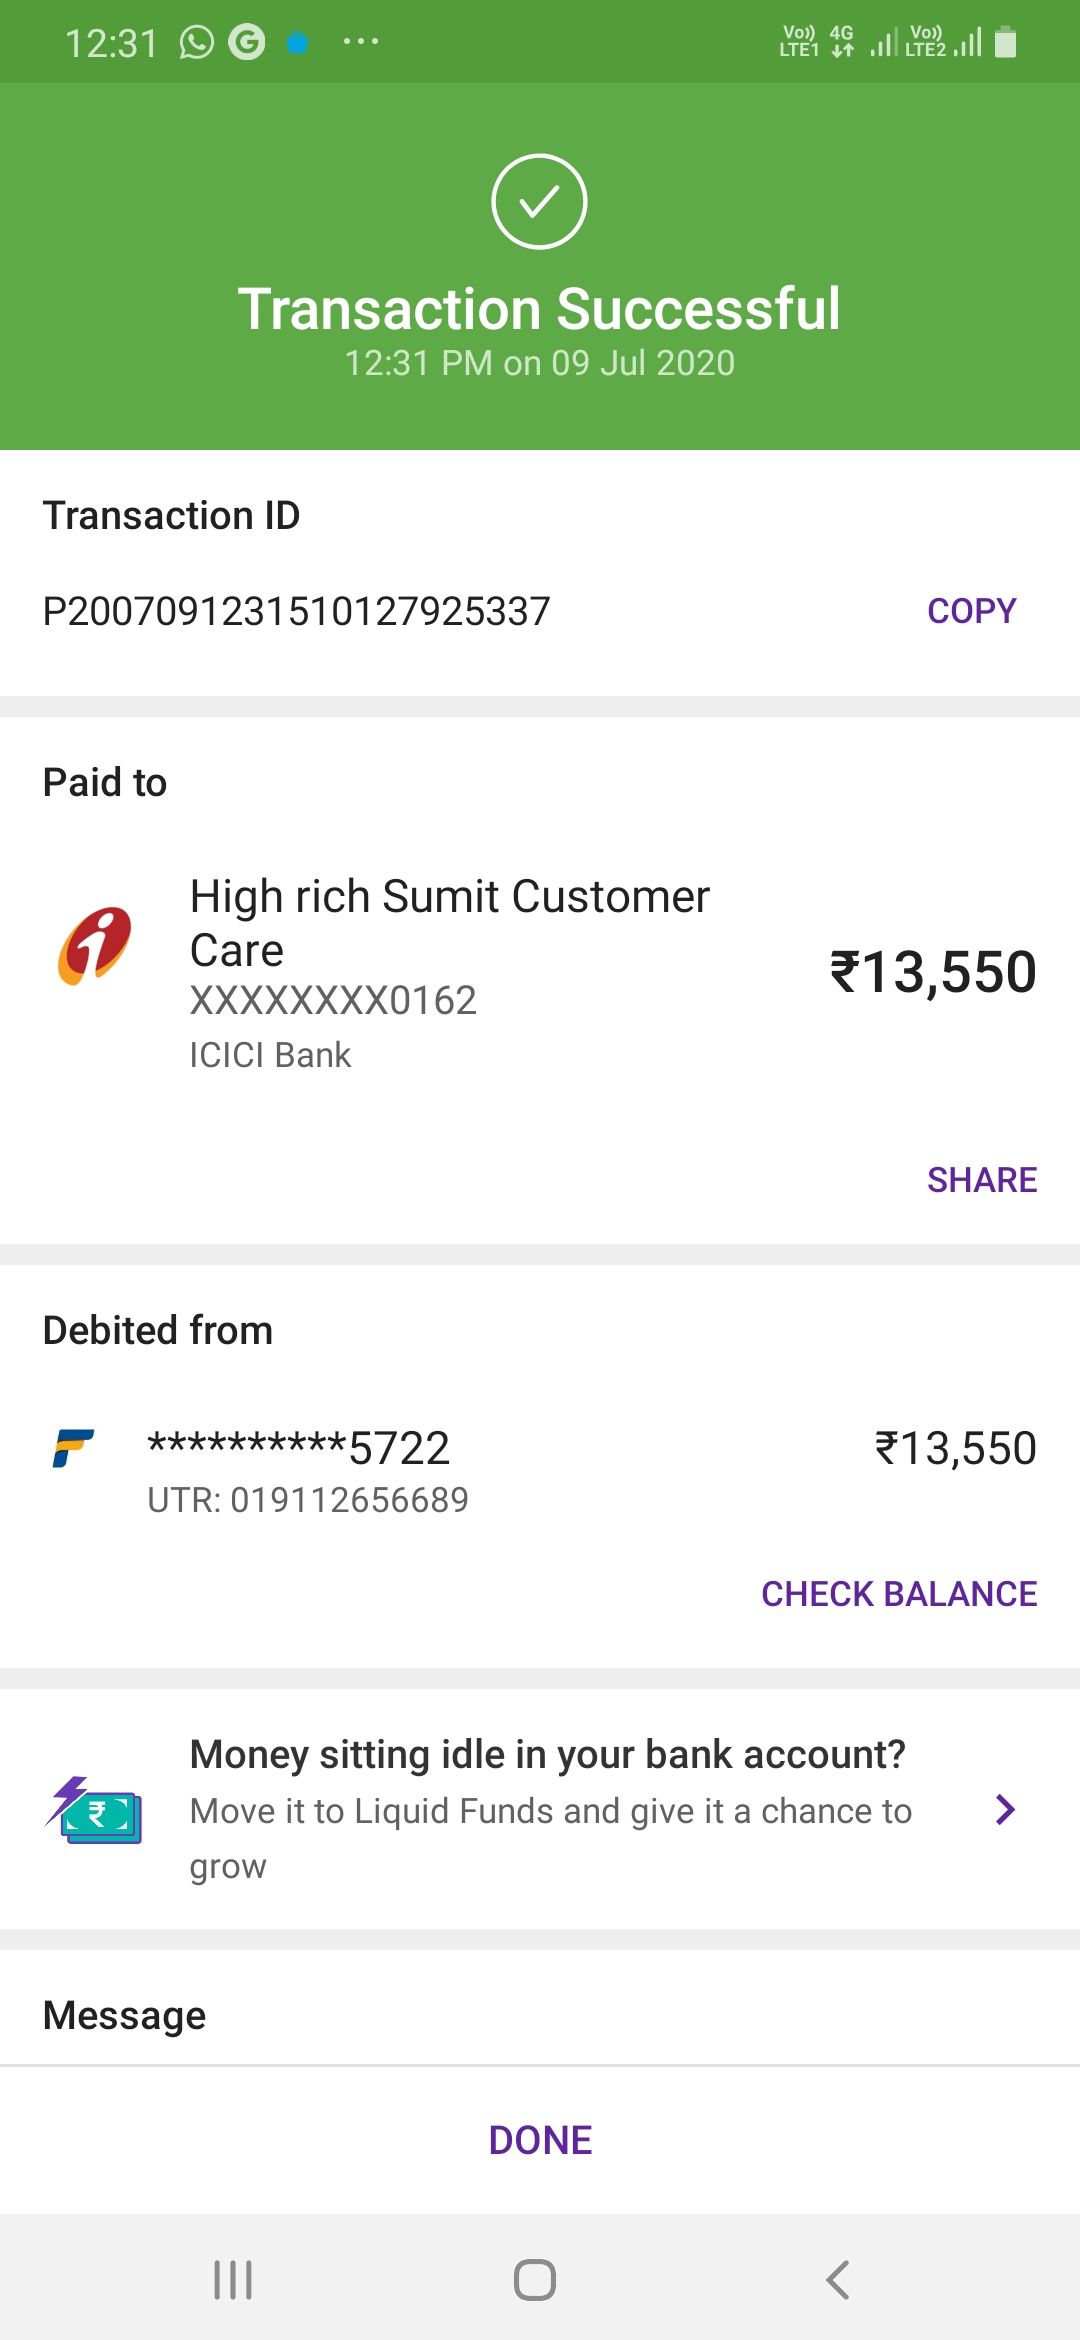 12:31
Vo)) 4G Vo))
LTE1 LTE2
Transaction Successful
12:31 PM on 09 Jul 2020
Transaction ID
P2007091231510127925337
COPY
Paid to
High rich Sumit Customer
Care
XXXXXXXX0162
ICICI Bank
₹13,550
SHARE
Debited from
**********5722
₹13,550
UTR: 019112656689
CHECK BALANCE
Money sitting idle in your bank account?
Move it to Liquid Funds and give it a chance to
grow
Message
DONE